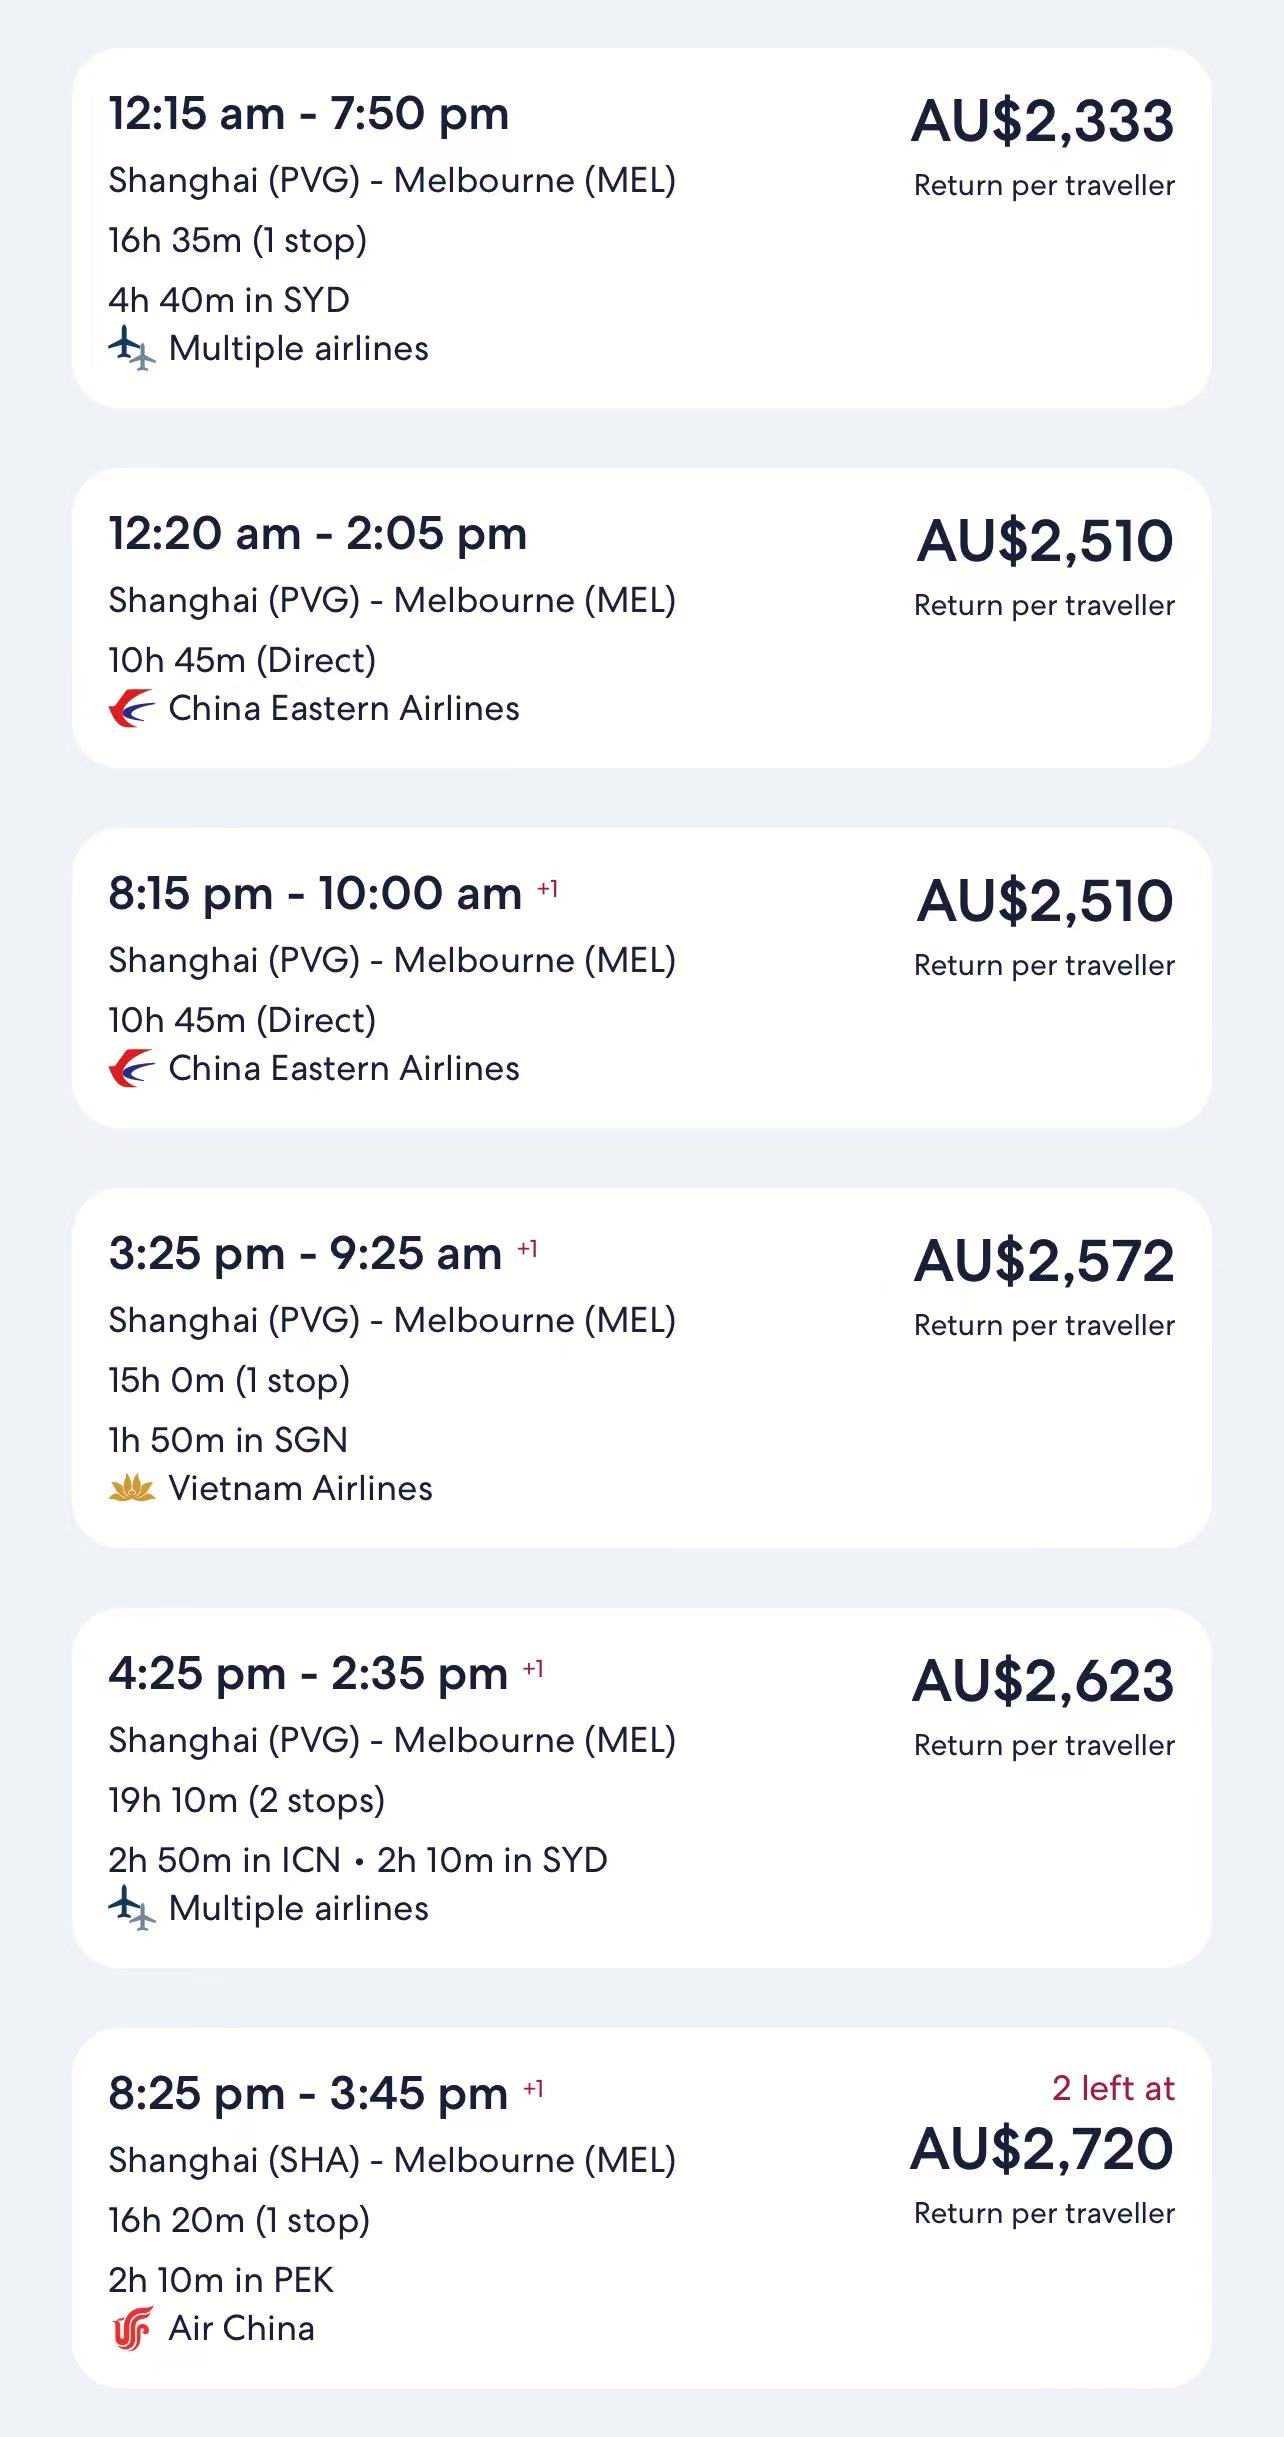 12:15 am - 7:50 pm
AU$2,333
Shanghai (PVG) - Melbourne (MEL)
Return per traveller
16h 35m (1 stop)
4h 40m in SYD
Multiple airlines
12:20 am - 2:05 pm
AU$2,510
Shanghai (PVG) - Melbourne (MEL)
Return per traveller
10h 45m (Direct)
China Eastern Airlines
8:15 pm - 10:00 am +1
AU$2,510
Shanghai (PVG) - Melbourne (MEL)
Return per traveller
10h 45m (Direct)
China Eastern Airlines
3:25 pm - 9:25 am +1
AU$2,572
Shanghai (PVG) - Melbourne (MEL)
Return per traveller
15h 0m (1 stop)
1h 50m in SGN
Vietnam Airlines
4:25 pm - 2:35 pm +1
AU$2,623
Shanghai (PVG) - Melbourne (MEL)
Return per traveller
19h 10m (2 stops)
2h 50m in ICN • 2h 10m in SYD
Multiple airlines
8:25 pm - 3:45 pm +1
2 left at
AU$2,720
Shanghai (SHA) - Melbourne (MEL)
Return per traveller
16h 20m (1 stop)
2h 10m in PEK
Air China